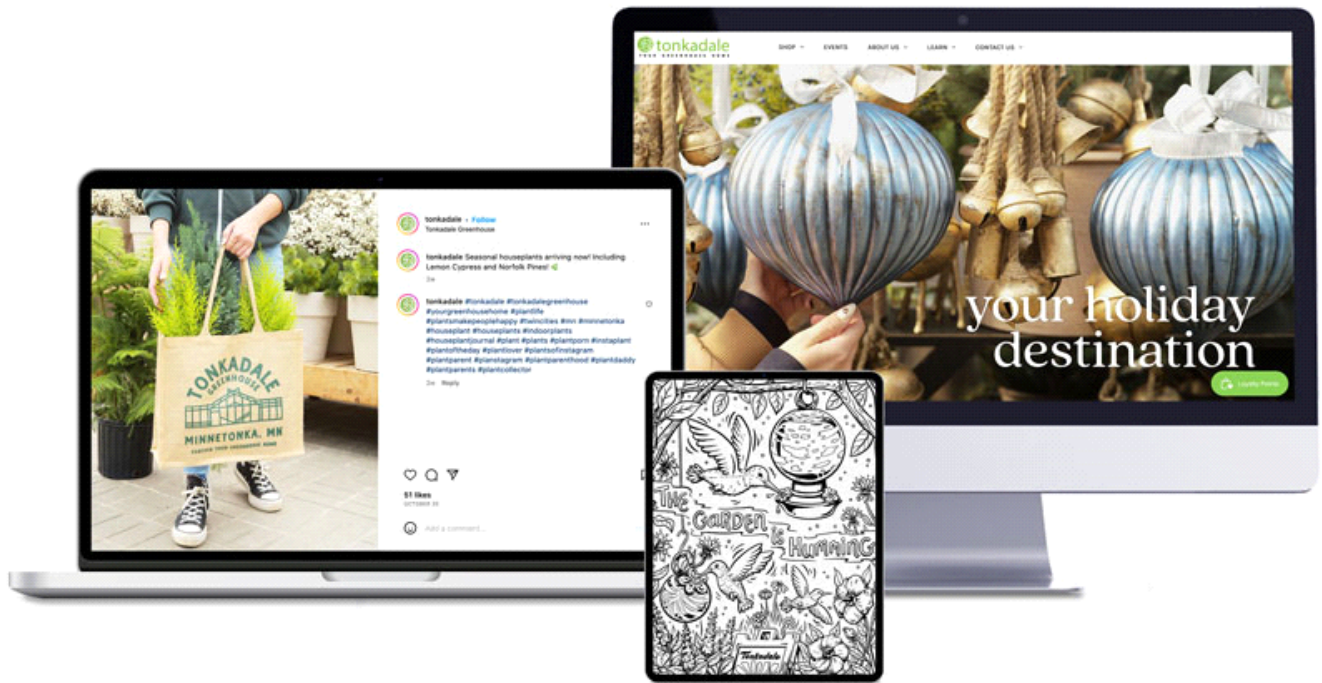 tonkadale
YOUR GREENHOUSE HOME
SHOP EVENTS ABOUT US LEARN CONTACT US
your holiday
destination
Loyalty Points
tonkadale • Follow
Tonkadale Greenhouse
tonkadale Seasonal houseplants arriving now! Including
Lemon Cypress and Norfolk Pines!
tonkadale #tonkadale #tonkadalegreenhouse
#yourgreenhousehome #plantlife
#plantsmakepeoplehappy #twincities #mn #minnetonka
#houseplant #houseplants #indoorplants
#houseplantjournal #plant #plants #plantporn #instaplant
#plantoftheday #plantlover #plantsofinstagram
#plantparent #planstagram #plantparenthood #plantdaddy
#plantparents #plantcollector
Reply
51 likes
Add a comment...
TONKADALE
GREENHOUSE
MINNETONKA, MN
THE
GARDEN
IS
HUMMING
Tonkadale